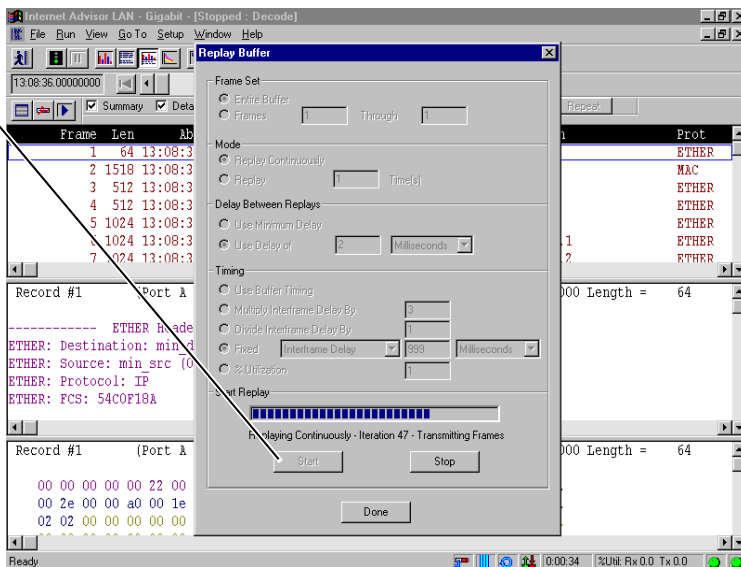 Internet Advisor LAN - Gigabit - [Stopped : Decode]
File Run View Go To Setup Window Help
Replay Buffer
13:08:36.00000000
Summary Deta
Repeat
Frame Len Ab
Prot
1 64 13:08:3
ETHER
2 1518 13:08:3
MAC
3 512 13:08:3
ETHER
4 512 13:08:3
ETHER
5 1024 13:08:3
ETHER
1024 13:08:3
.1 ETHER
7 1024 13:08:3
.2 ETHER
Frame Set
Entire Buffer
Frames 1 Through 1
Mode
Replay Continuously
Replay 1 Time(s)
Delay Between Replays
Use Minimum Delay
Use Delay of 2 Milliseconds
Timing
Use Buffer Timing
Multiply Interframe Delay By 3
Divide Interframe Delay By 1
Fixed Interframe Delay 999 Milliseconds
% Utilization 1
Start Replay
Replaying Continuously - Iteration 47 - Transmitting Frames
Start Stop
Done
Record #1 (Port A
000 Length = 64
------------ ETHER Heade
ETHER: Destination: min_d
ETHER: Source: min_src (0
ETHER: Protocol: IP
ETHER: FCS: 54C0F18A
Record #1 (Port A
000 Length = 64
00 00 00 00 00 22 00
00 2e 00 00 a0 00 1e
02 02 00 00 00 00 00
Ready
0:00:34 %Util: Rx 0.0 Tx 0.0